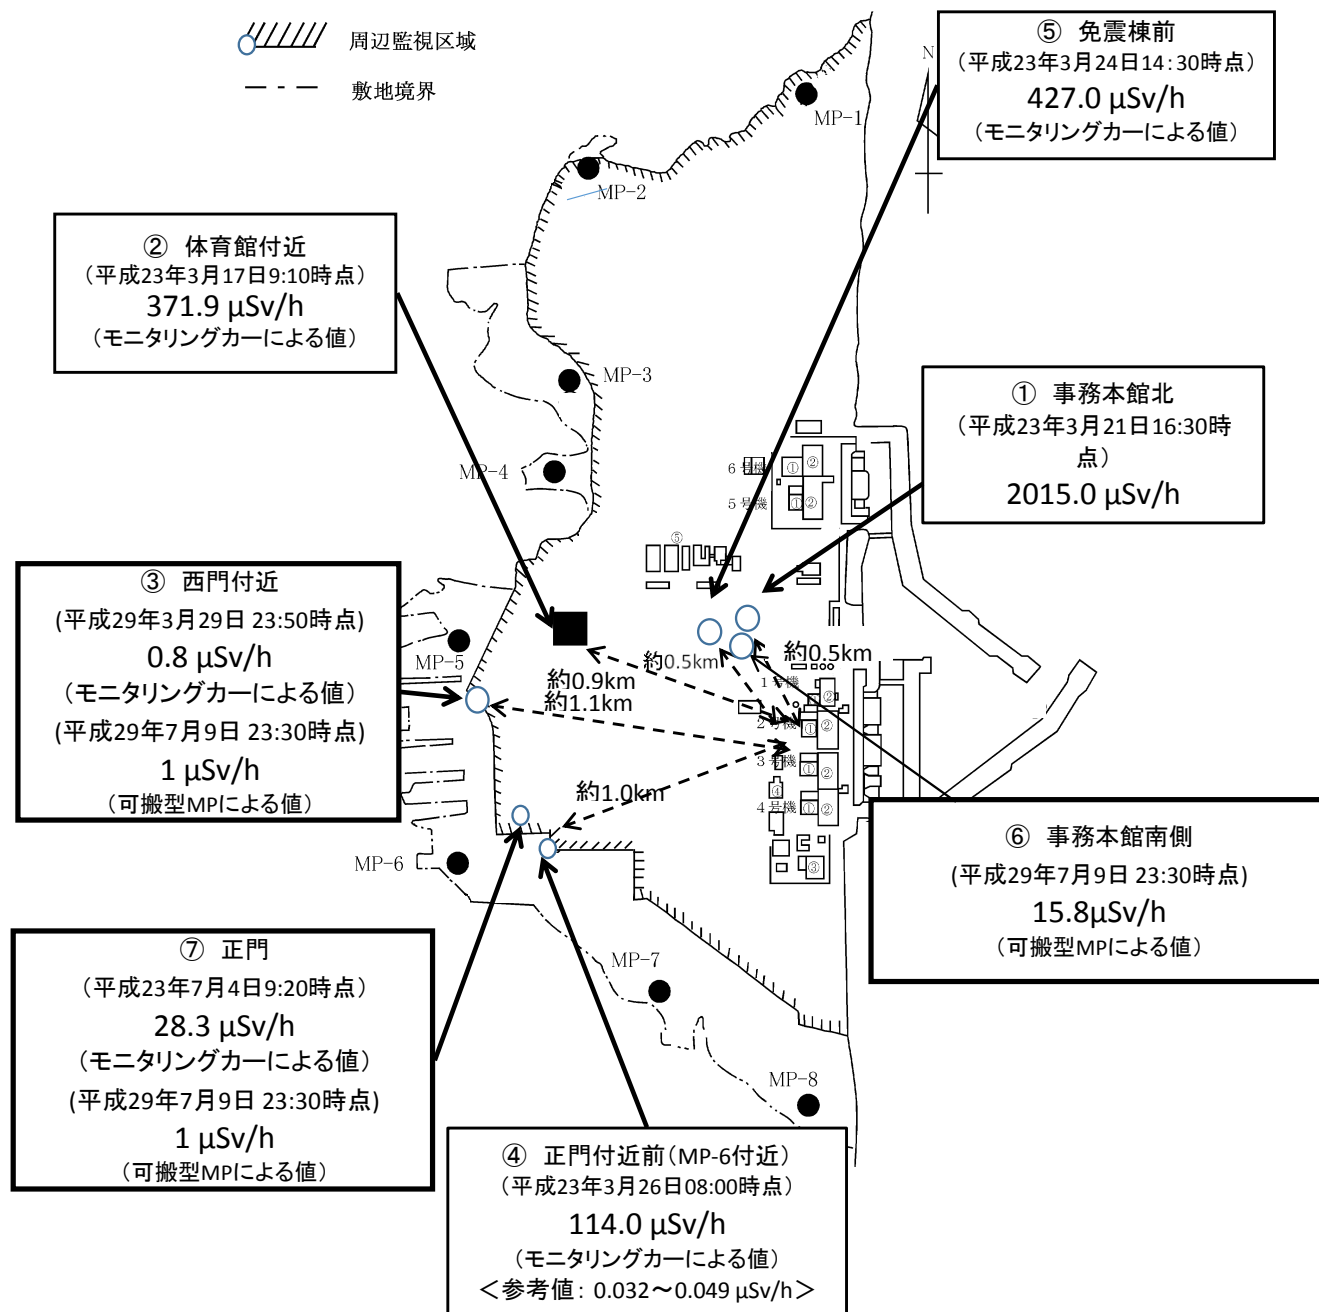 周辺監視区域
敷地境界
⑤ 免震棟前
(平成23年3月24日14:30時点)
427.0 μSv/h
(モニタリングカーによる値)
N
MP-1
MP-2
② 体育館付近
(平成23年3月17日9:10時点)
371.9 μSv/h
(モニタリングカーによる値)
MP-3
① 事務本館北
(平成23年3月21日16:30時
点)
2015.0 μSv/h
MP-4
6号機
① ②
5号機
① ②
⑤
③ 西門付近
(平成29年3月29日 23:50時点)
0.8 μSv/h
(モニタリングカーによる値)
(平成29年7月9日 23:30時点)
1 μSv/h
(可搬型MPによる値)
MP-5
約0.9km
約1.1km
約0.5km
約0.5km
1号機
②
2号機
① ②
3号機
① ②
約1.0km
④
4号機
① ②
③
MP-6
⑥ 事務本館南側
(平成29年7月9日 23:30時点)
15.8μSv/h
(可搬型MPによる値)
⑦ 正門
(平成23年7月4日9:20時点)
28.3 μSv/h
(モニタリングカーによる値)
(平成29年7月9日 23:30時点)
1 μSv/h
(可搬型MPによる値)
MP-7
MP-8
④ 正門付近前(MP-6付近)
(平成23年3月26日08:00時点)
114.0 μSv/h
(モニタリングカーによる値)
＜参考値: 0.032～0.049 μSv/h＞